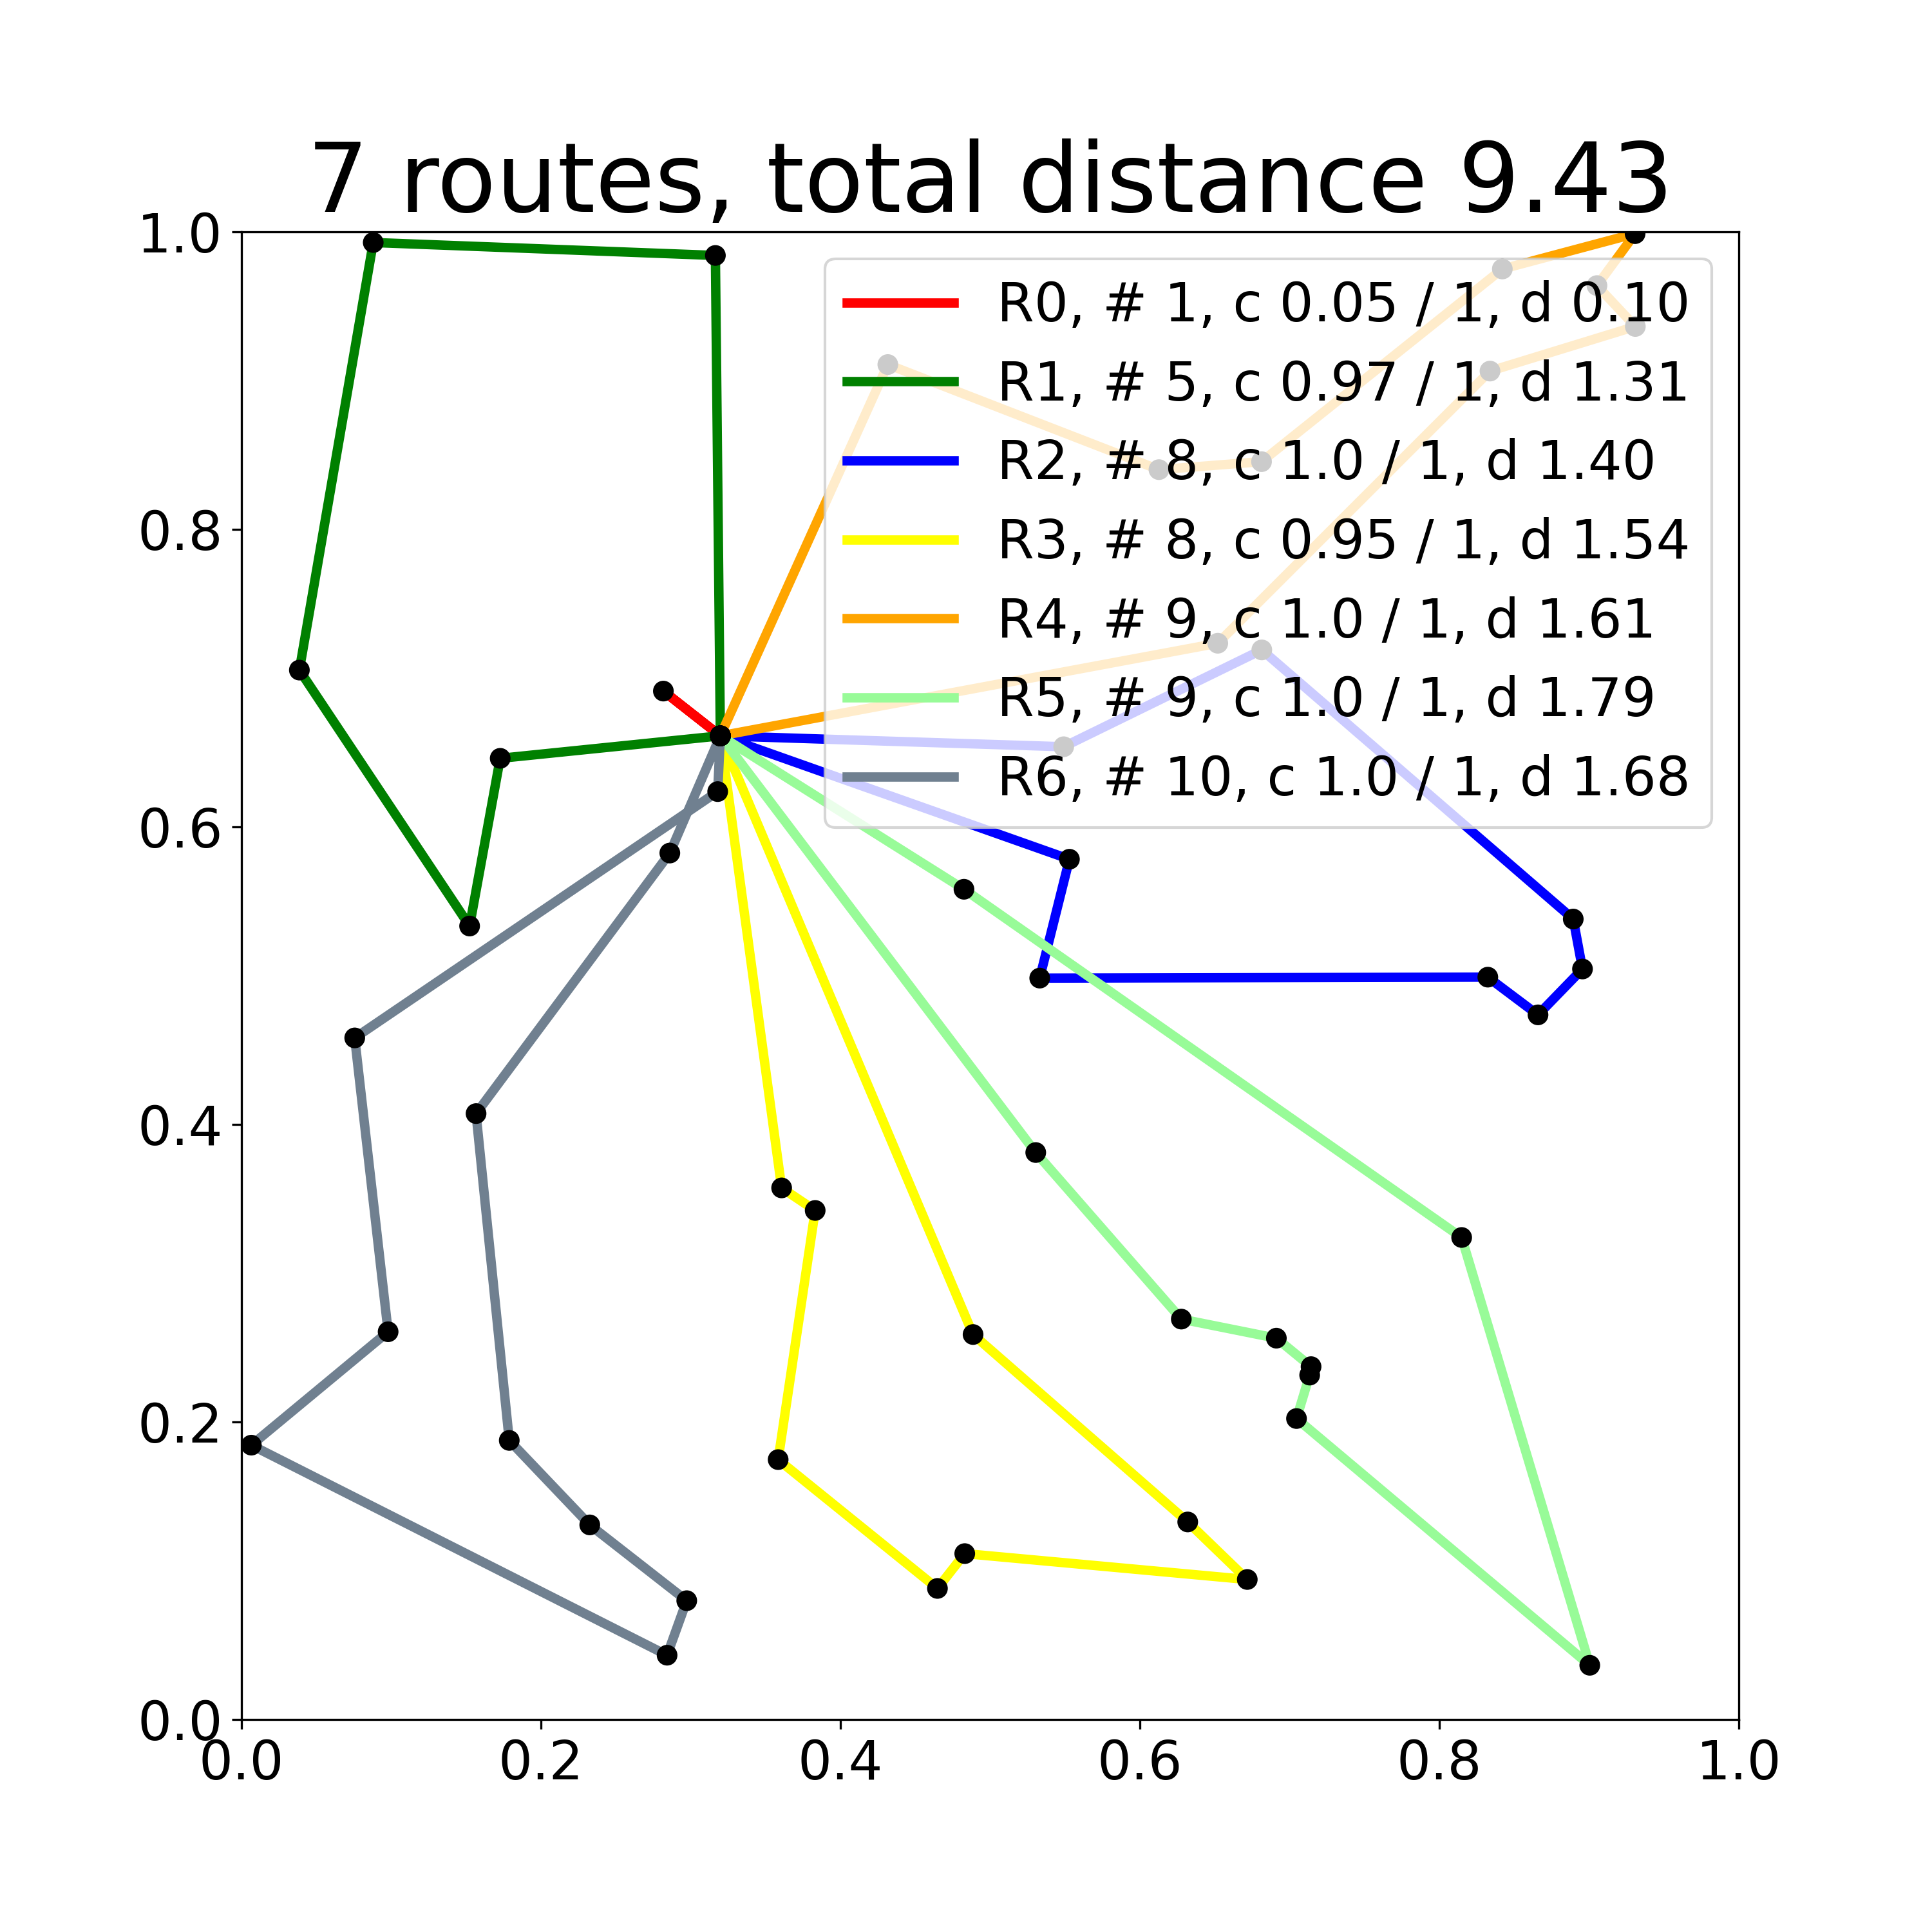 7 routes, total distance 9.43
1.0
0.8
0.6
0.4
0.2
0.0
R0, # 1, c 0.05 / 1, d 0.10
R1, # 5, c 0.97 / 1, d 1.31
R2, # 8, c 1.0 / 1, d 1.40
R3, # 8, c 0.95 / 1, d 1.54
R4, # 9, c 1.0 / 1, d 1.61
R5, # 9, c 1.0 / 1, d 1.79
R6, # 10, c 1.0 / 1, d 1.68
0.0 0.2 0.4 0.6 0.8 1.0